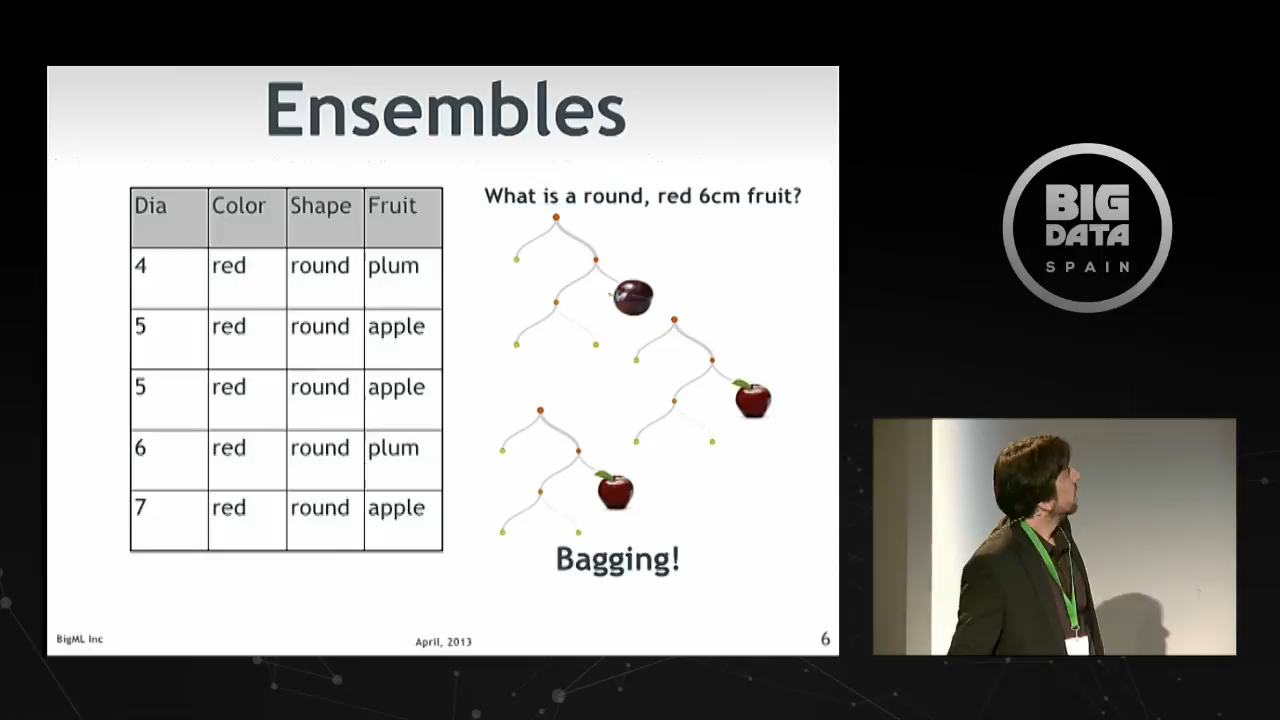 Ensembles
Dia Color Shape Fruit
4 red round plum
5 red round apple
5 red round apple
6 red round plum
7 red round apple
What is a round, red 6cm fruit?
Bagging!
BigML Inc
April, 2013
6
BIG
DATA
SPAIN